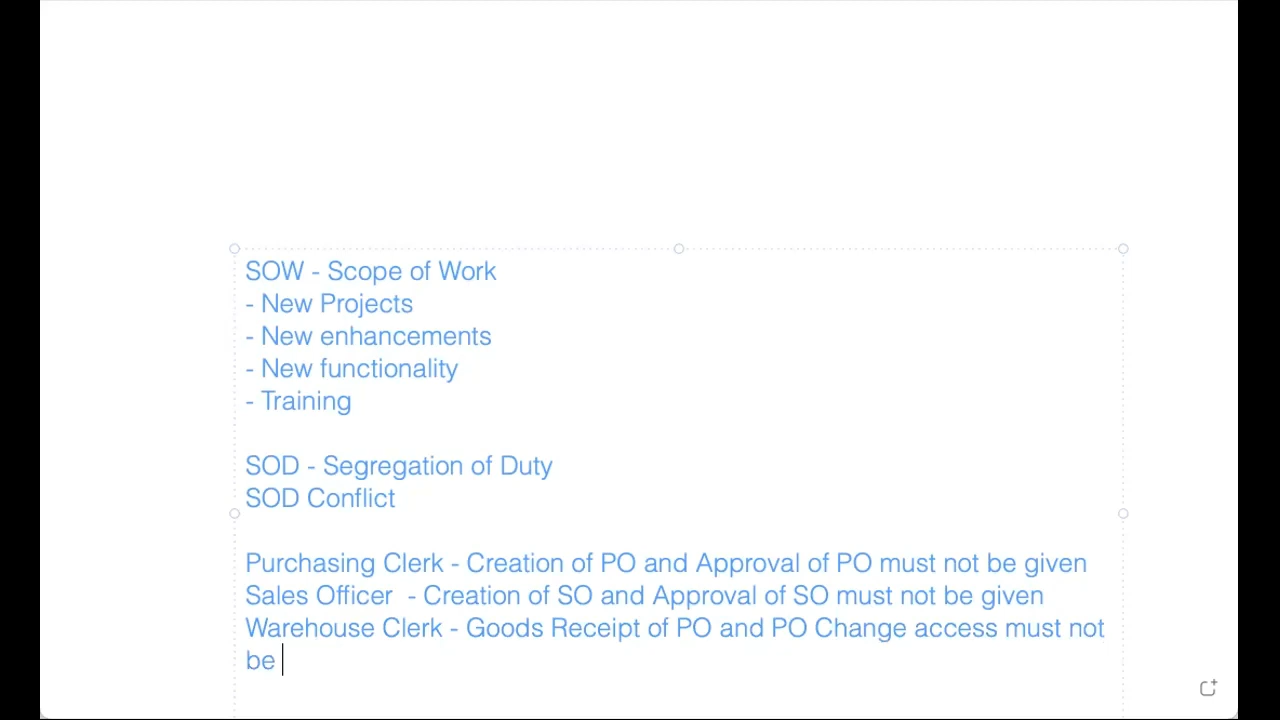 SOW - Scope of Work
- New Projects
- New enhancements
- New functionality
- Training
SOD - Segregation of Duty
SOD Conflict
Purchasing Clerk - Creation of PO and Approval of PO must not be given
Sales Officer  - Creation of SO and Approval of SO must not be given
Warehouse Clerk - Goods Receipt of PO and PO Change access must not
be